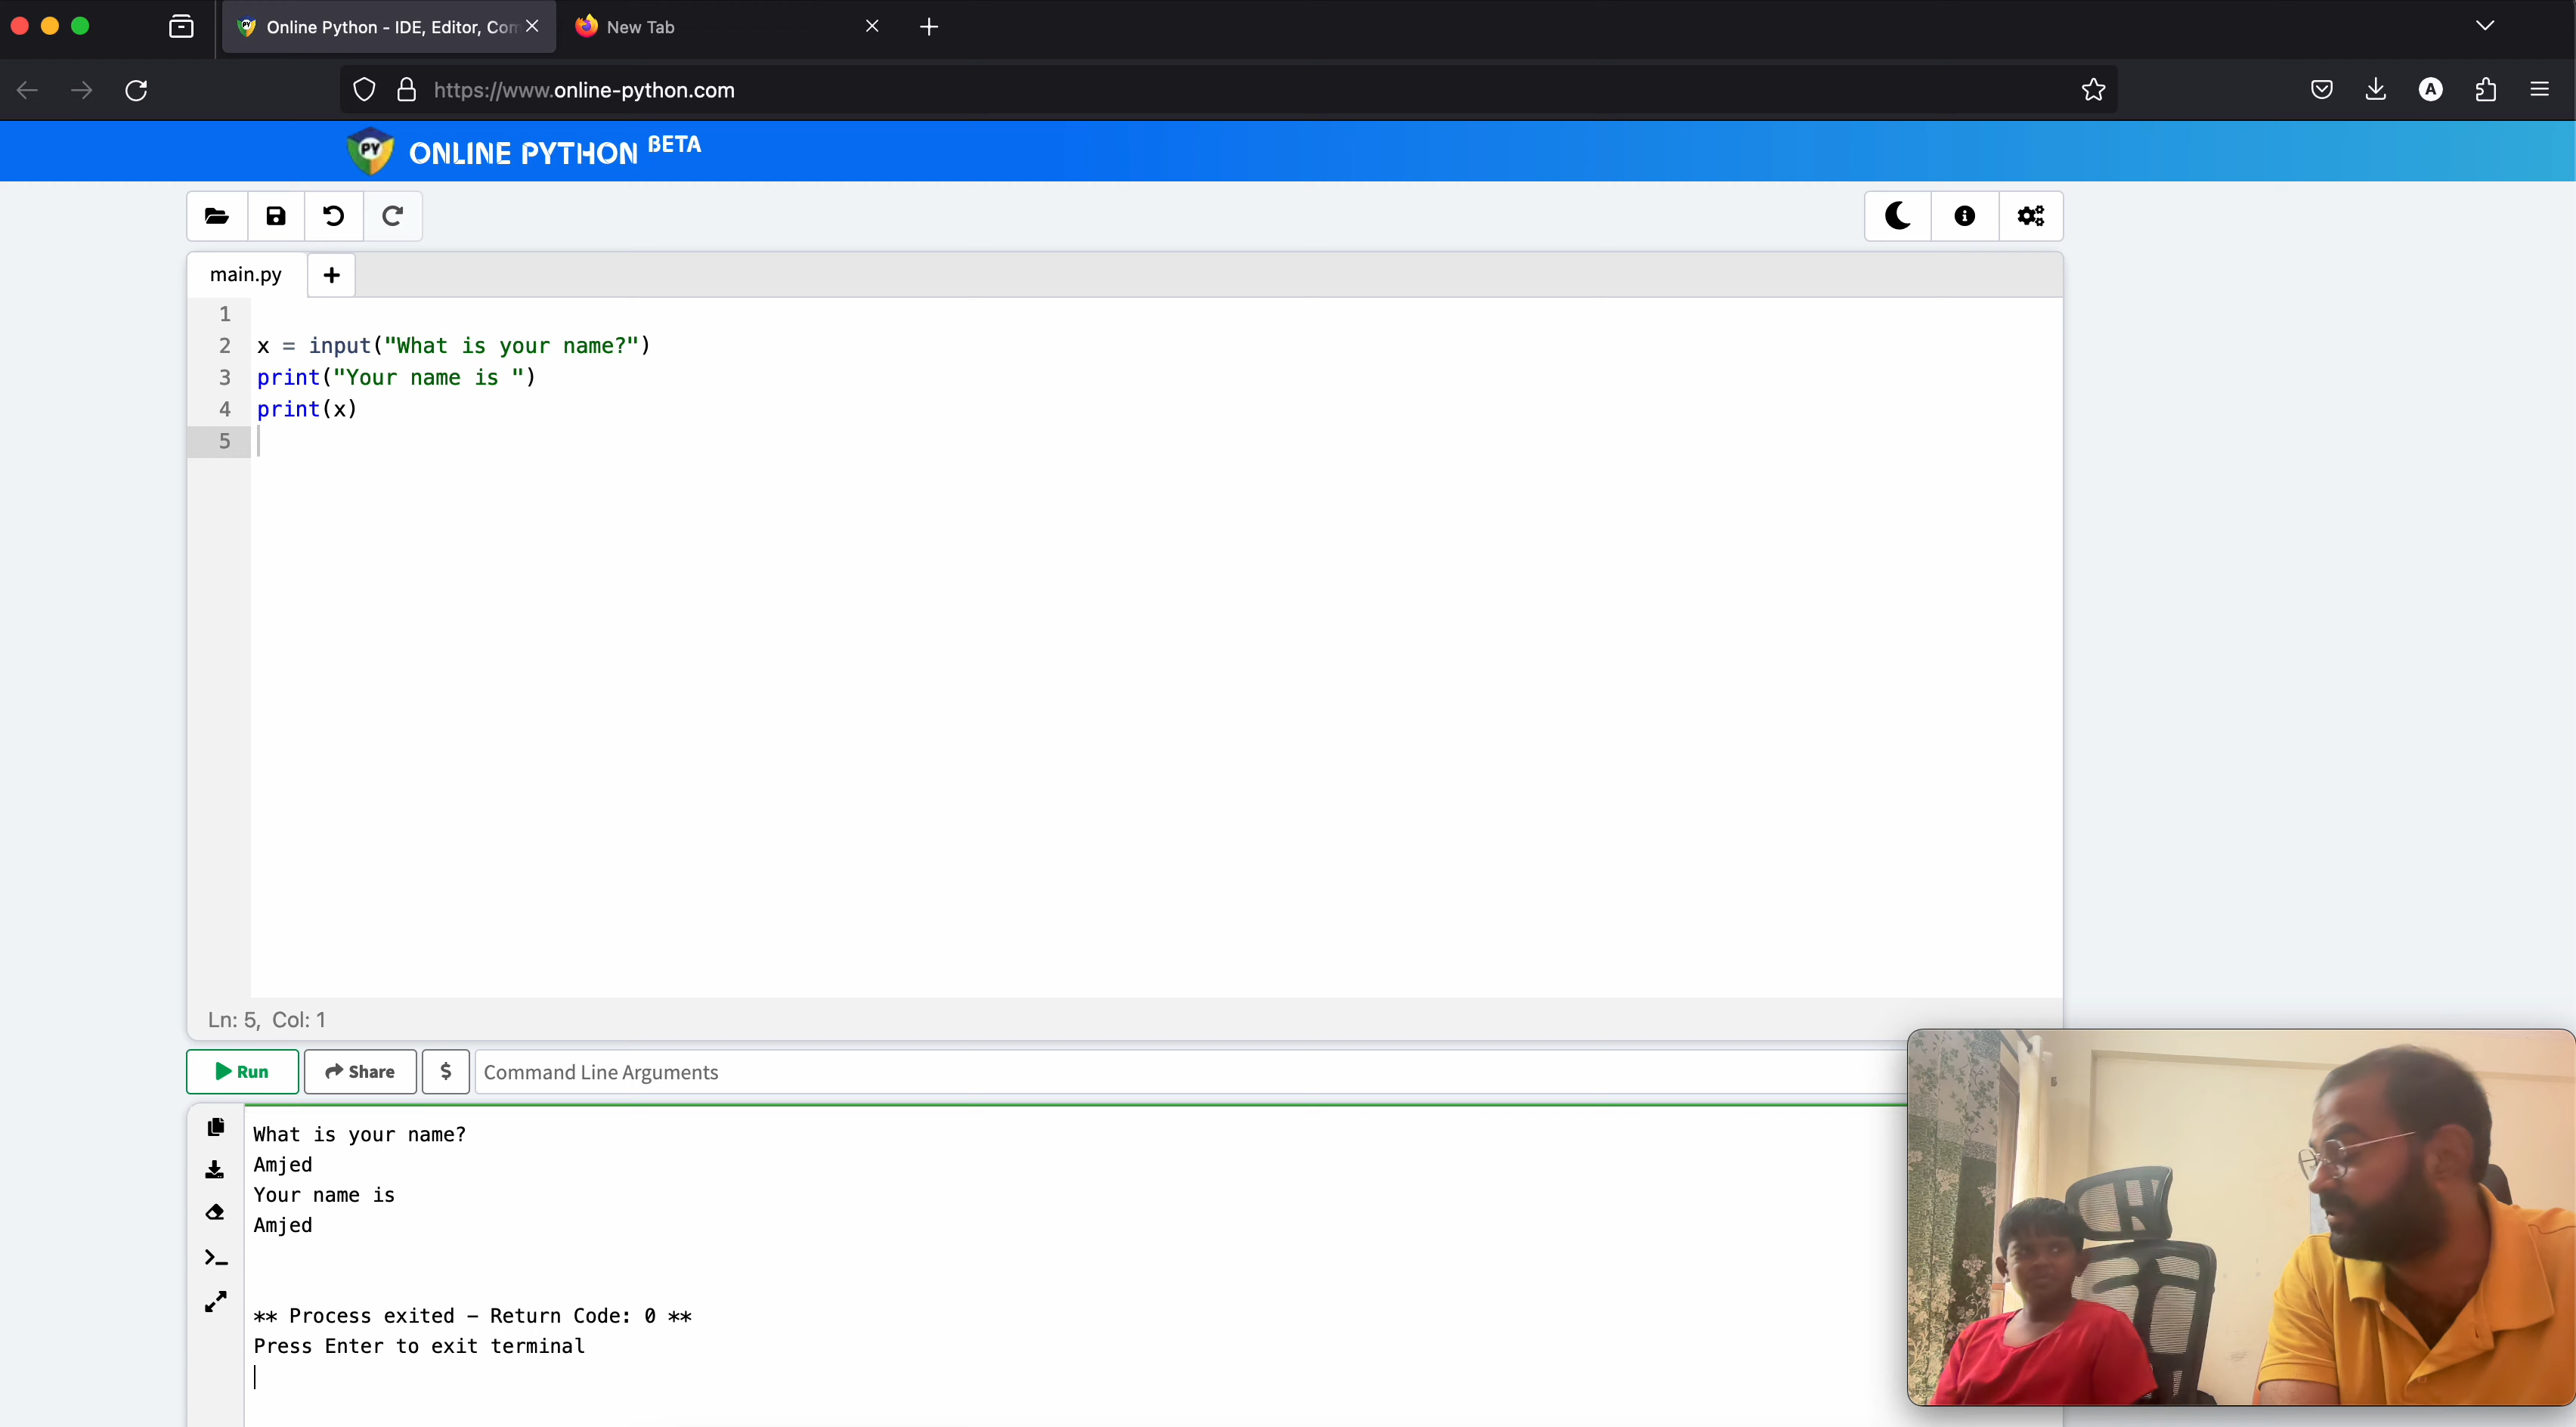 Online Python - IDE, Editor, Com
New Tab
https://www.online-python.com
A
PY
ONLINE PYTHON BETA
main.py
1
2 x = input("What is your name?")
3 print("Your name is ")
4 print(x)
5
Ln: 5, Col: 1
Run
Share
$
Command Line Arguments
What is your name?
Amjed
Your name is
Amjed
** Process exited - Return Code: 0 **
Press Enter to exit terminal